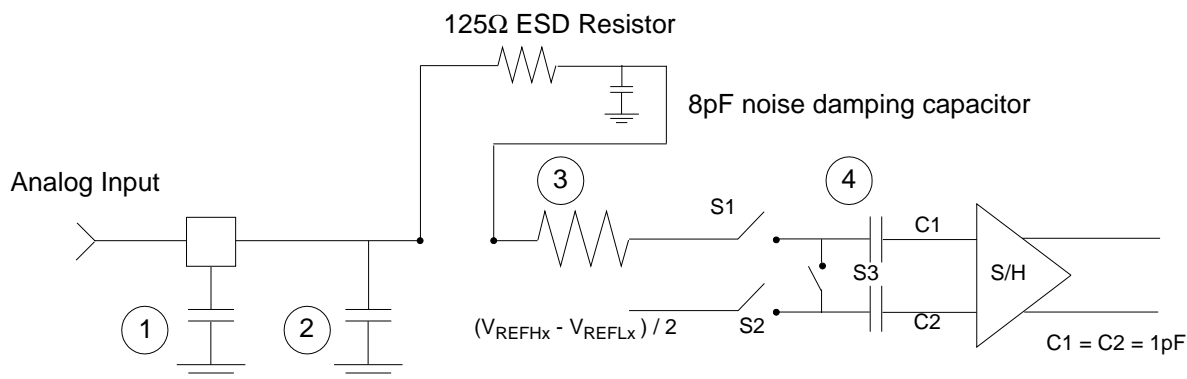 125Ω ESD Resistor
8pF noise damping capacitor
Analog Input
3
4
S1
C1
S3
S/H
1
2
(VREFHx - VREFLx) / 2
S2
C2
C1 = C2 = 1pF